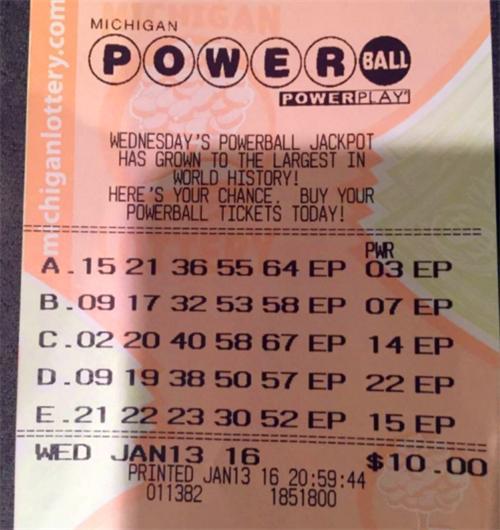 michiganlottery.com
MICHIGAN
POWERBALL
POWERPLAY
WEDNESDAY'S POWERBALL JACKPOT
HAS GROWN TO THE LARGEST IN
WORLD HISTORY!
HERE'S YOUR CHANCE. BUY YOUR
POWERBALL TICKETS TODAY!
PWR
A.15 21 36 55 64 EP 03 EP
B.09 17 32 53 58 EP 07 EP
C.02 20 40 58 67 EP 14 EP
D.09 19 38 50 57 EP 22 EP
E.21 22 23 30 52 EP 15 EP
WED JAN13 16 $10.00
PRINTED JAN13 16 20:59:44
011382 1851800